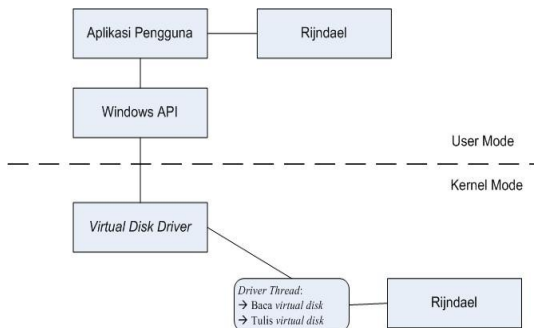 Aplikasi Pengguna
Rijndael
Windows API
User Mode
Kernel Mode
Virtual Disk Driver
Driver Thread:
→ Baca virtual disk
→ Tulis virtual disk
Rijndael